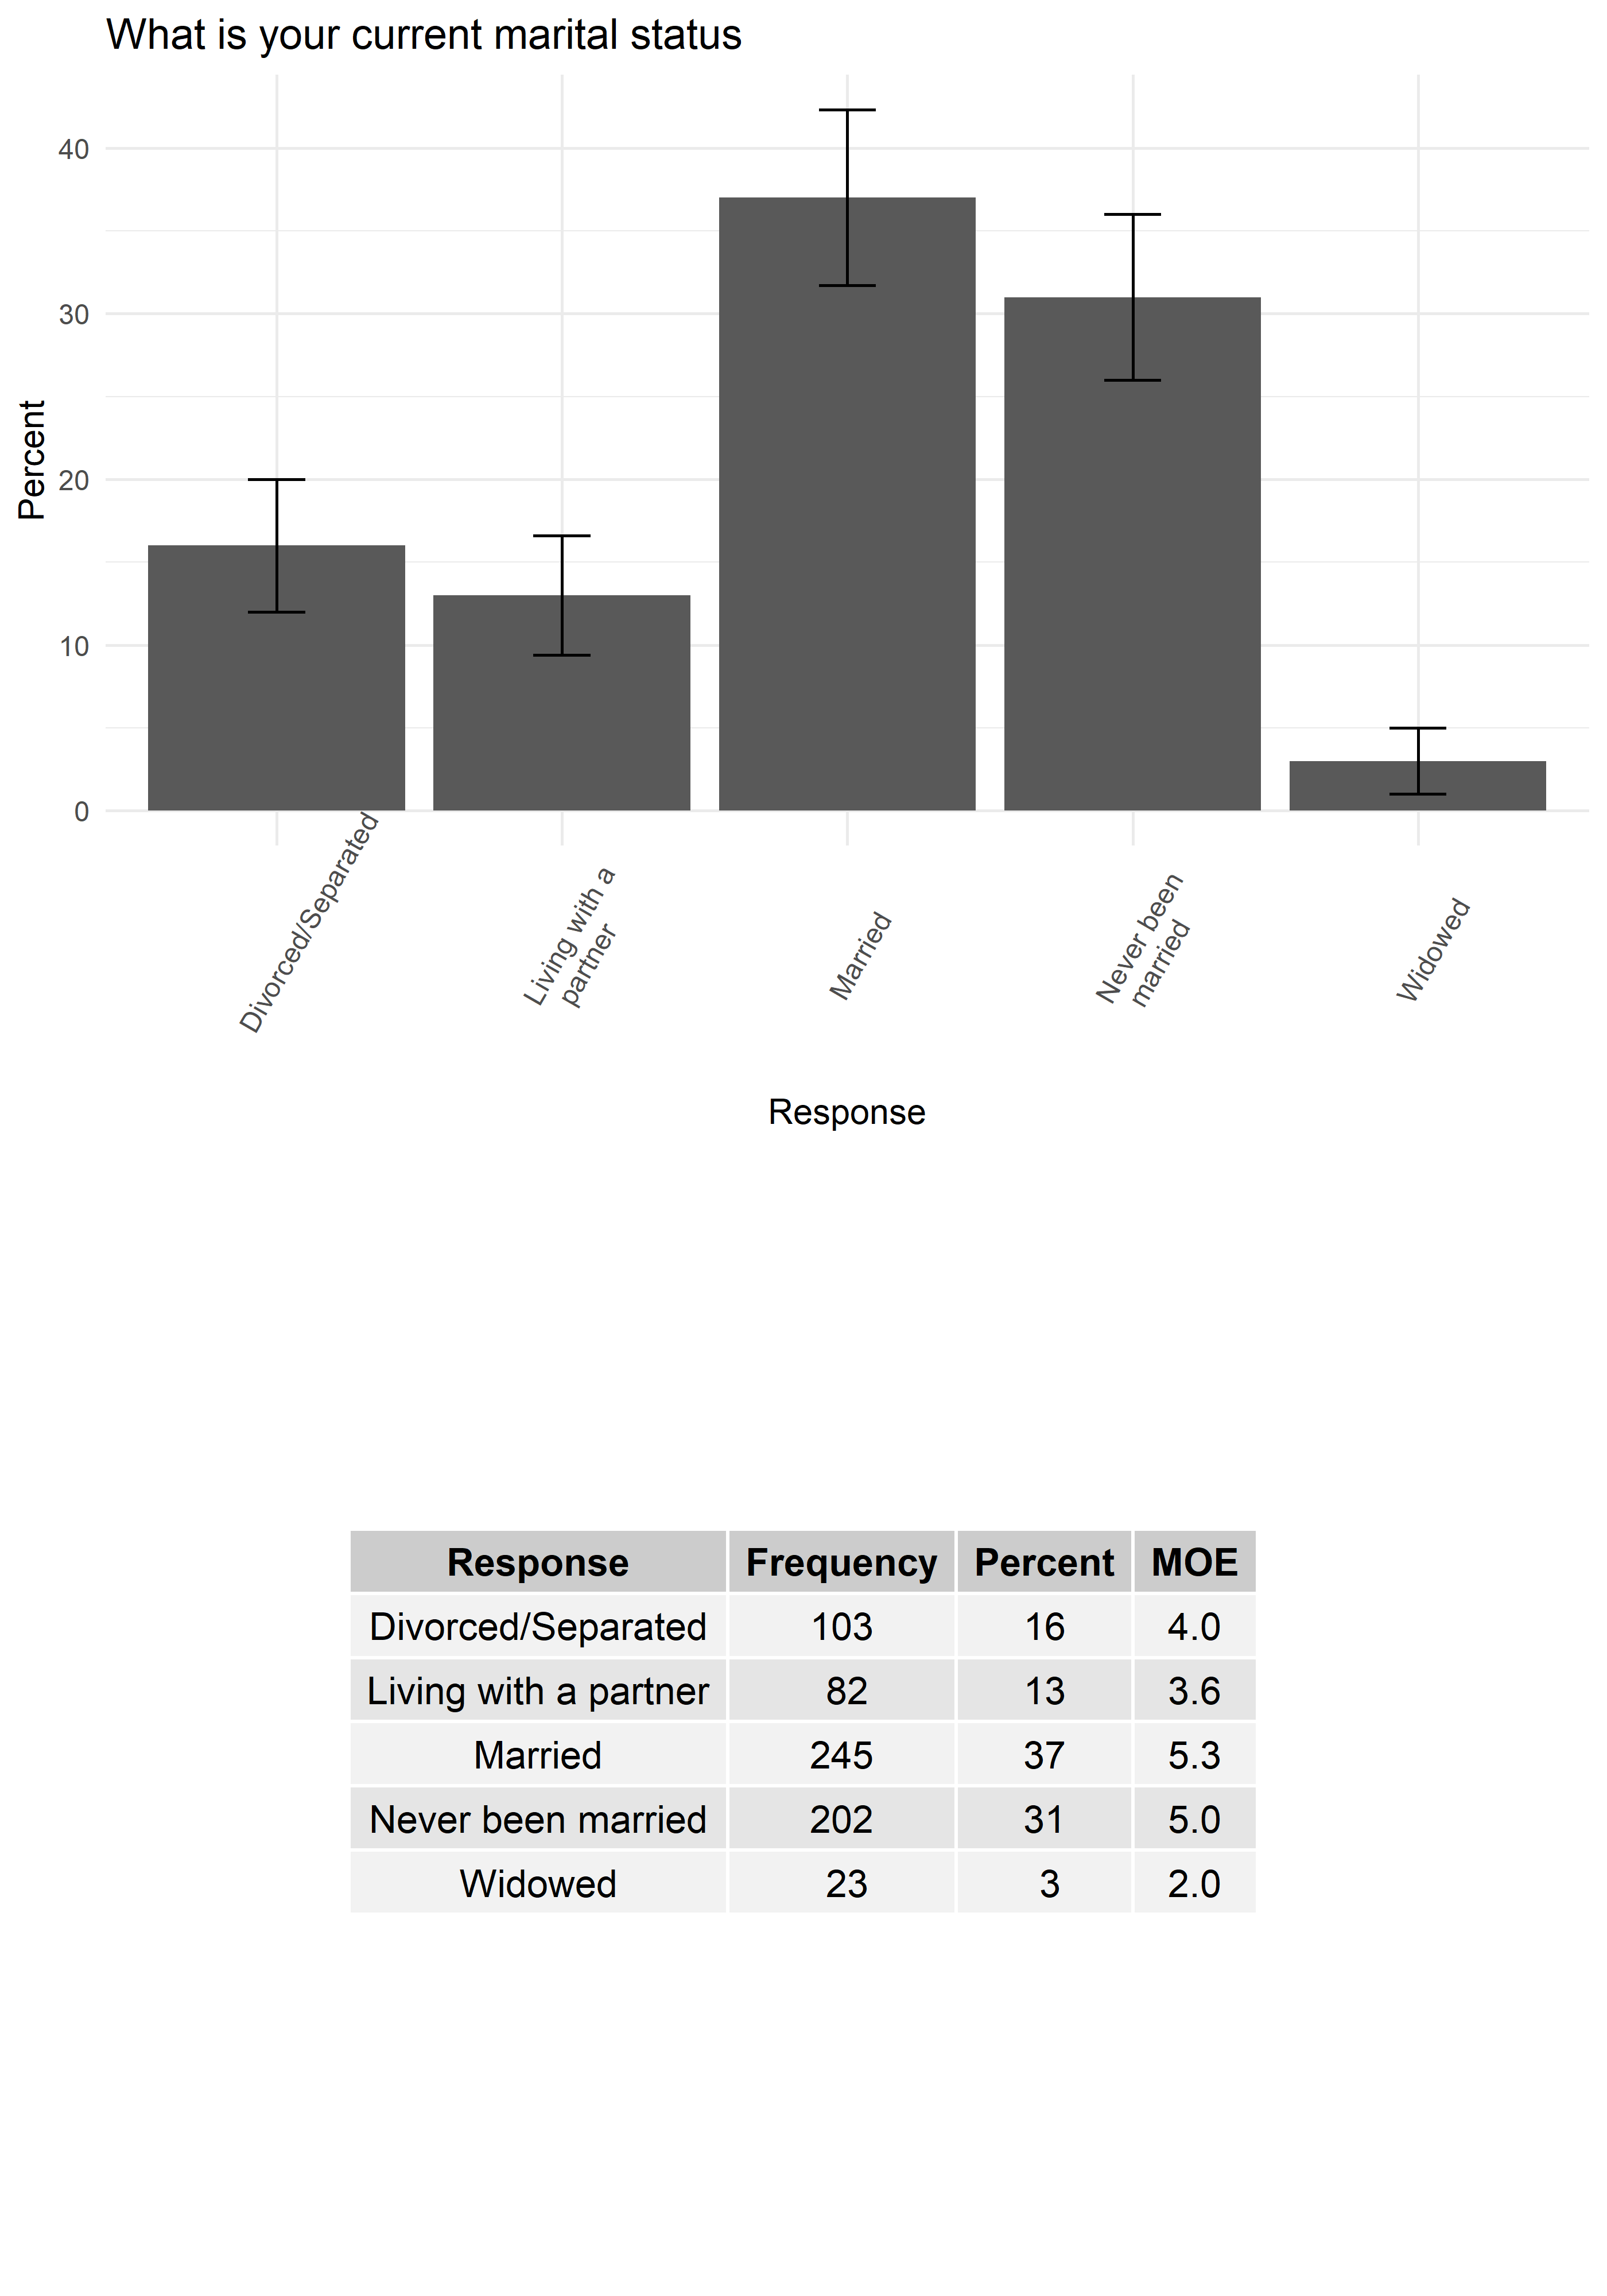 What is your current marital status
Percent
40
30
20
10
0
Divorced/Separated
Living with a
partner
Married
Never been
married
Widowed
Response
Response Frequency Percent MOE
Divorced/Separated 103 16 4.0
Living with a partner 82 13 3.6
Married 245 37 5.3
Never been married 202 31 5.0
Widowed 23 3 2.0